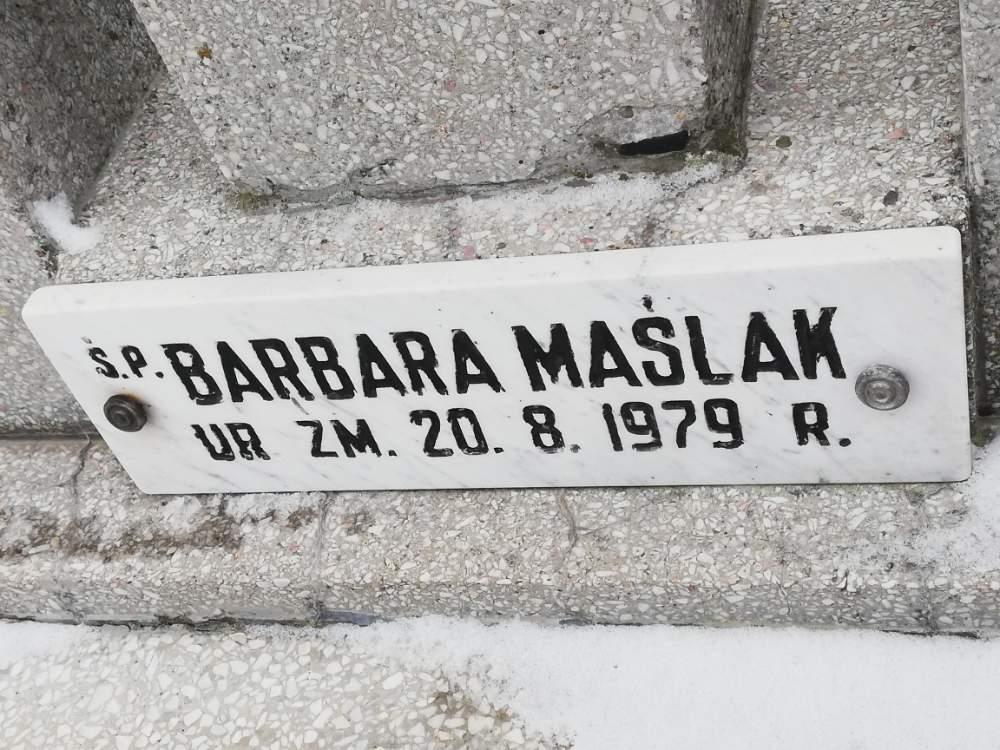 Ś.P. BARBARA MAŚLAK
UR ZM. 20. 8. 1979 R.